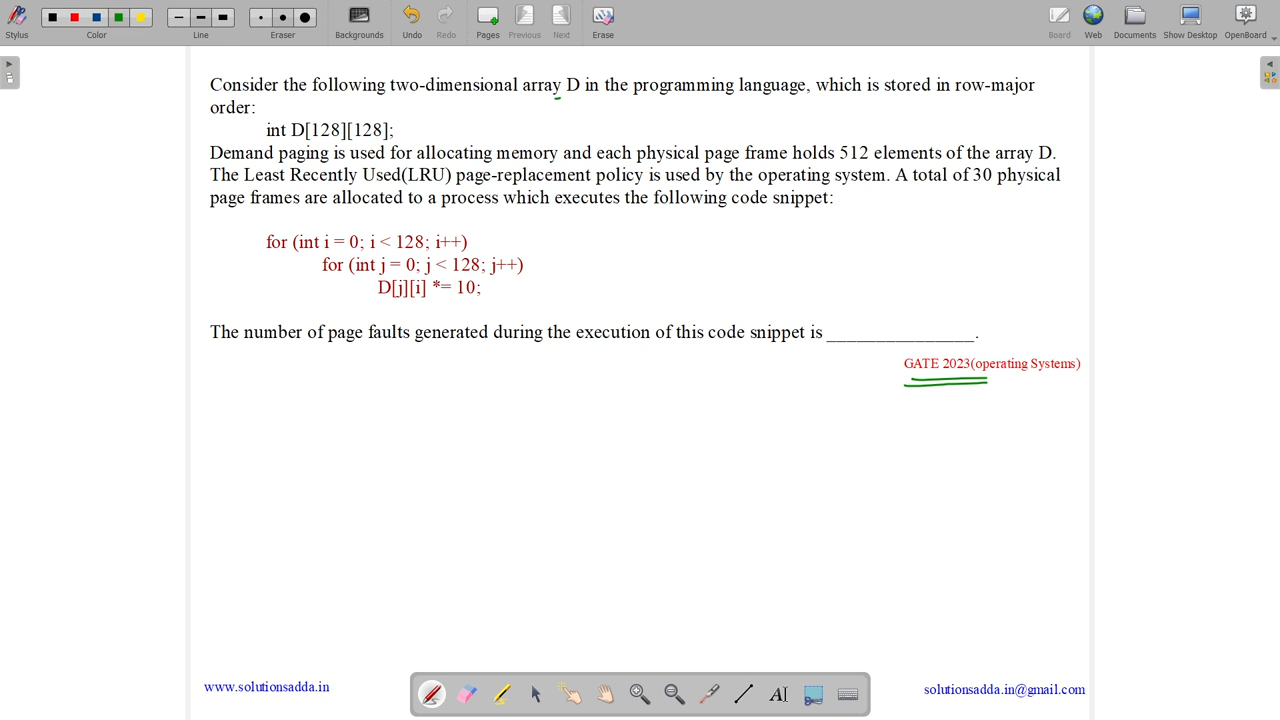 Stylus
Color
Line
Eraser
Backgrounds
Undo
Redo
Pages
Previous
Next
Erase
Board
Web
Documents
Show Desktop
OpenBoard
Consider the following two-dimensional array D in the programming language, which is stored in row-major
order:
int D[128][128];
Demand paging is used for allocating memory and each physical page frame holds 512 elements of the array D.
The Least Recently Used(LRU) page-replacement policy is used by the operating system. A total of 30 physical
page frames are allocated to a process which executes the following code snippet:
for (int i = 0; i < 128; i++)
for (int j = 0; j < 128; j++)
D[j][i] *= 10;
The number of page faults generated during the execution of this code snippet is _______________.
GATE 2023(operating Systems)
www.solutionsadda.in
AI
solutionsadda.in@gmail.com